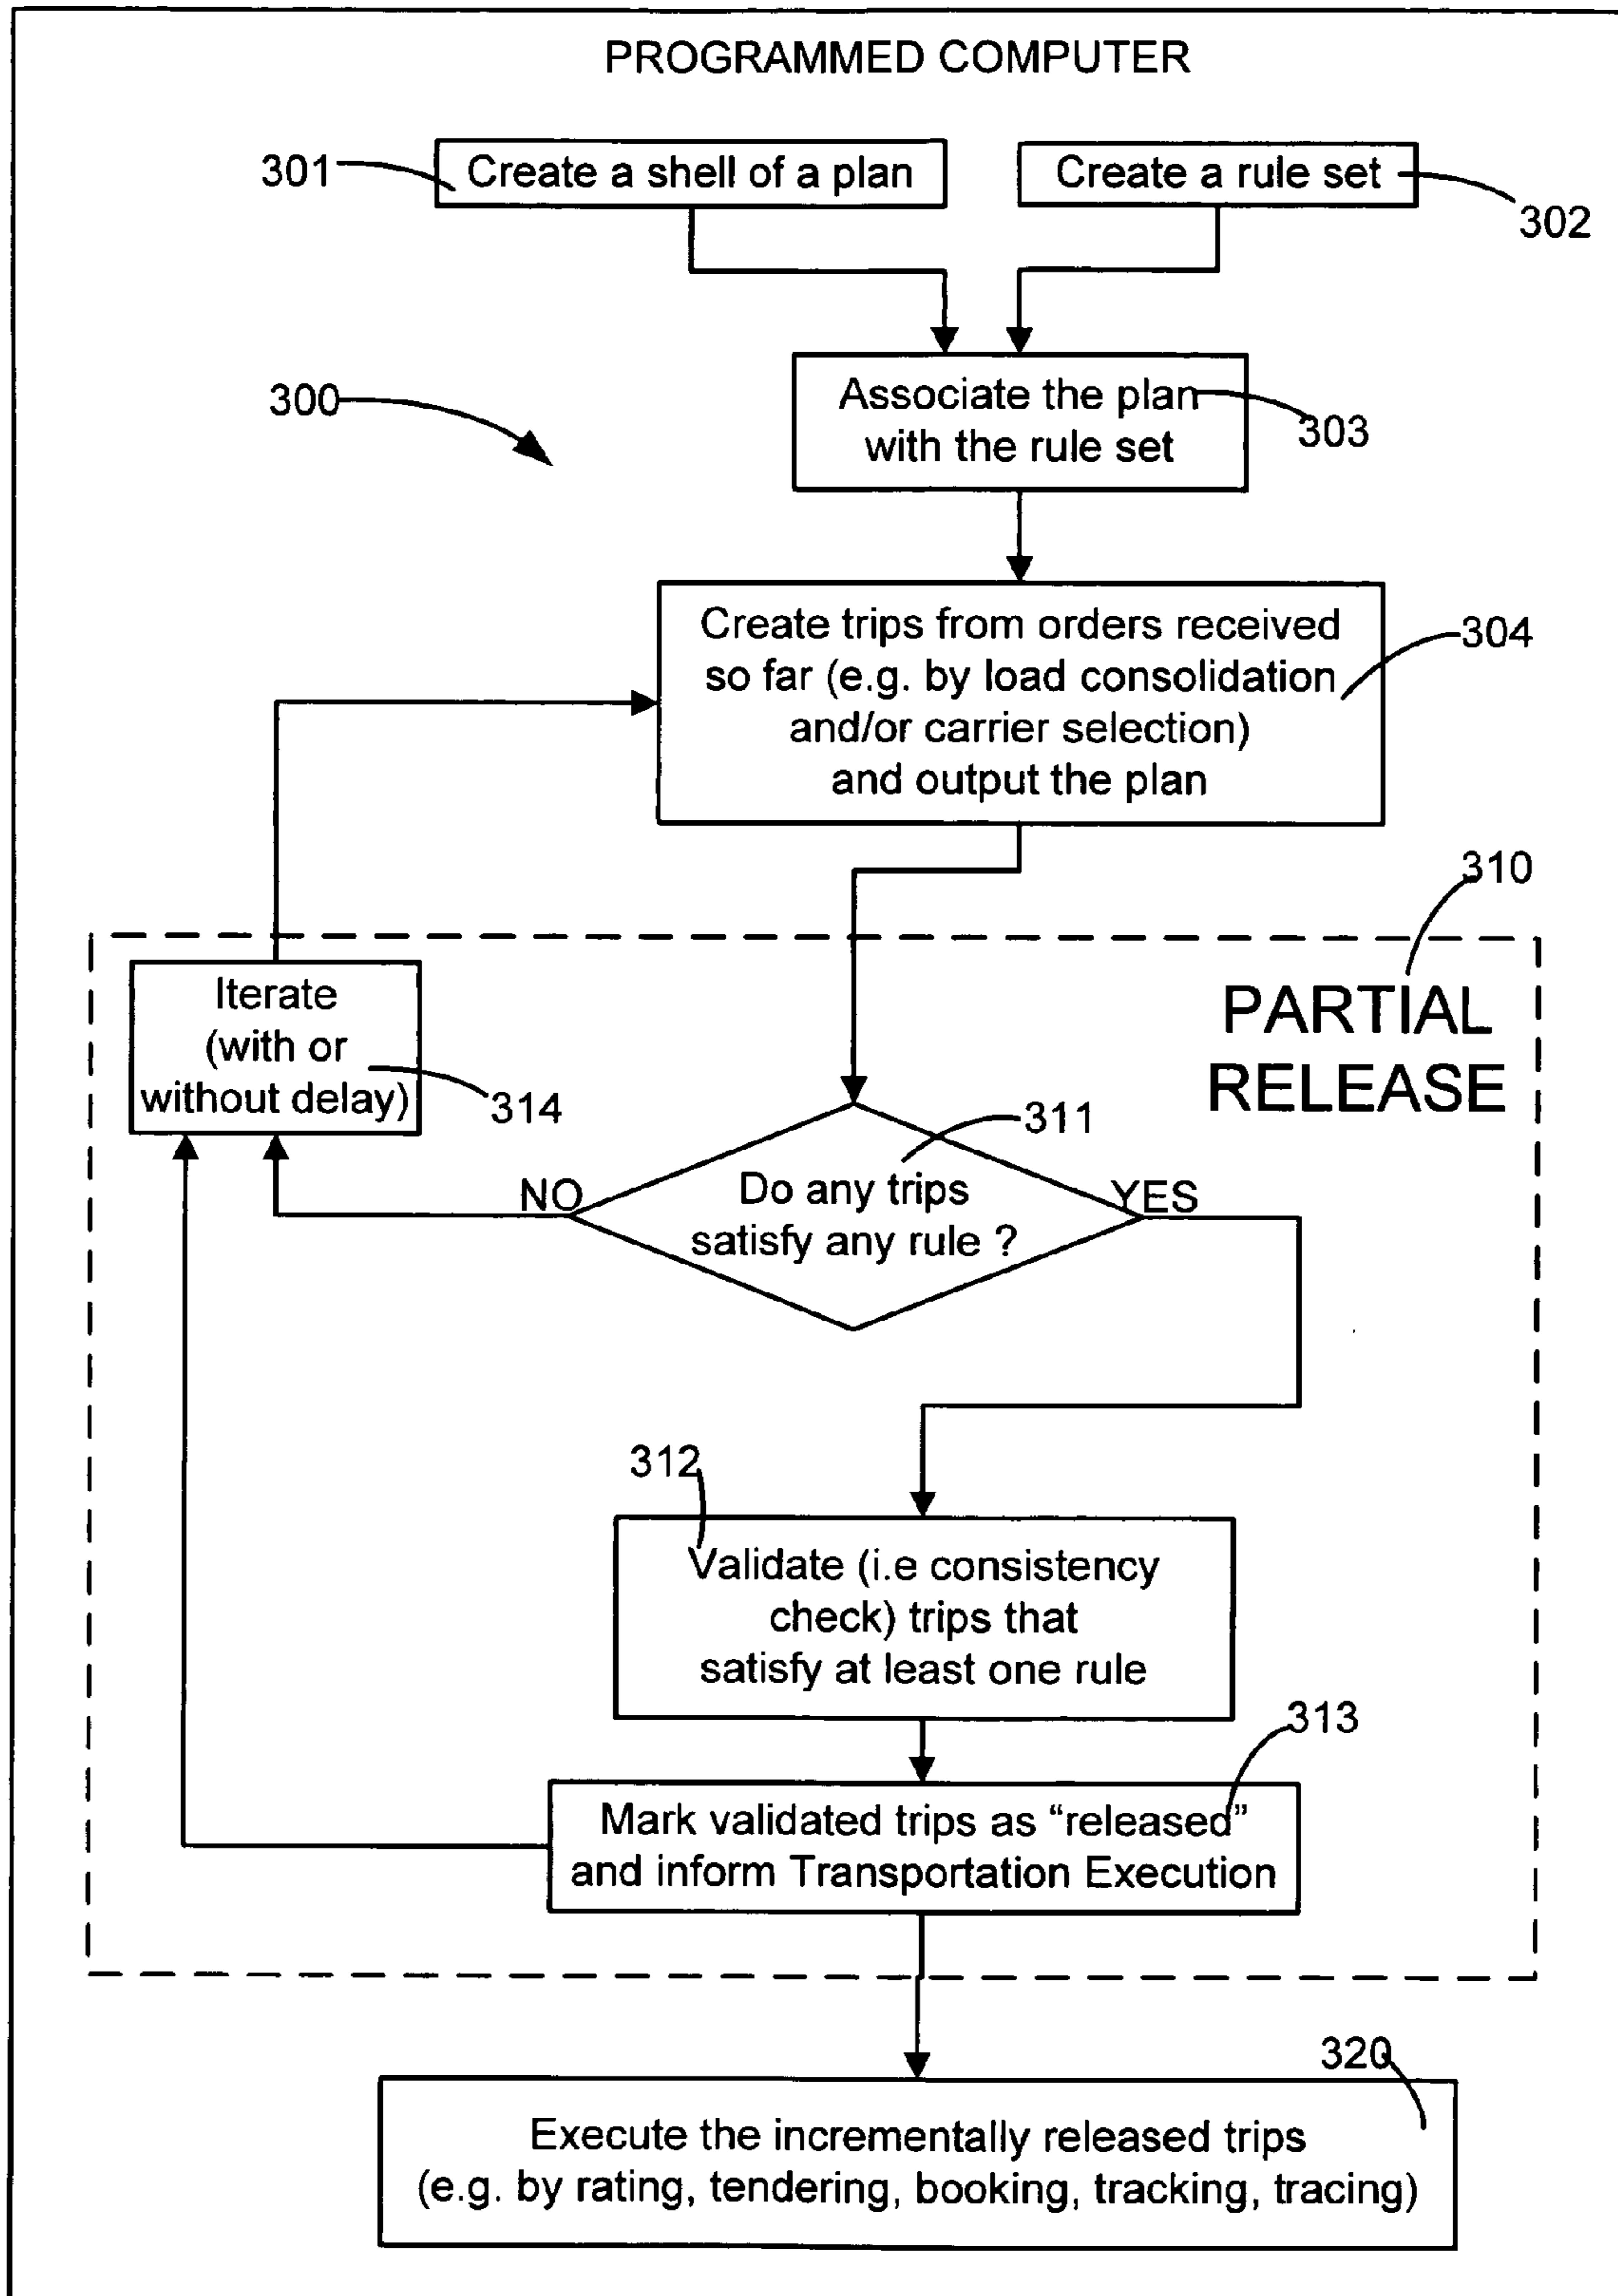 PROGRAMMED COMPUTER
301
Create a shell of a plan
Create a rule set
302
300
Associate the plan
with the rule set
303
Create trips from orders received
so far (e.g. by load consolidation
and/or carrier selection)
and output the plan
304
310
PARTIAL
RELEASE
Iterate
(with or
without delay)
314
311
Do any trips
satisfy any rule ?
NO
YES
312
Validate (i.e consistency
check) trips that
satisfy at least one rule
313
Mark validated trips as “released”
and inform Transportation Execution
320
Execute the incrementally released trips
(e.g. by rating, tendering, booking, tracking, tracing)